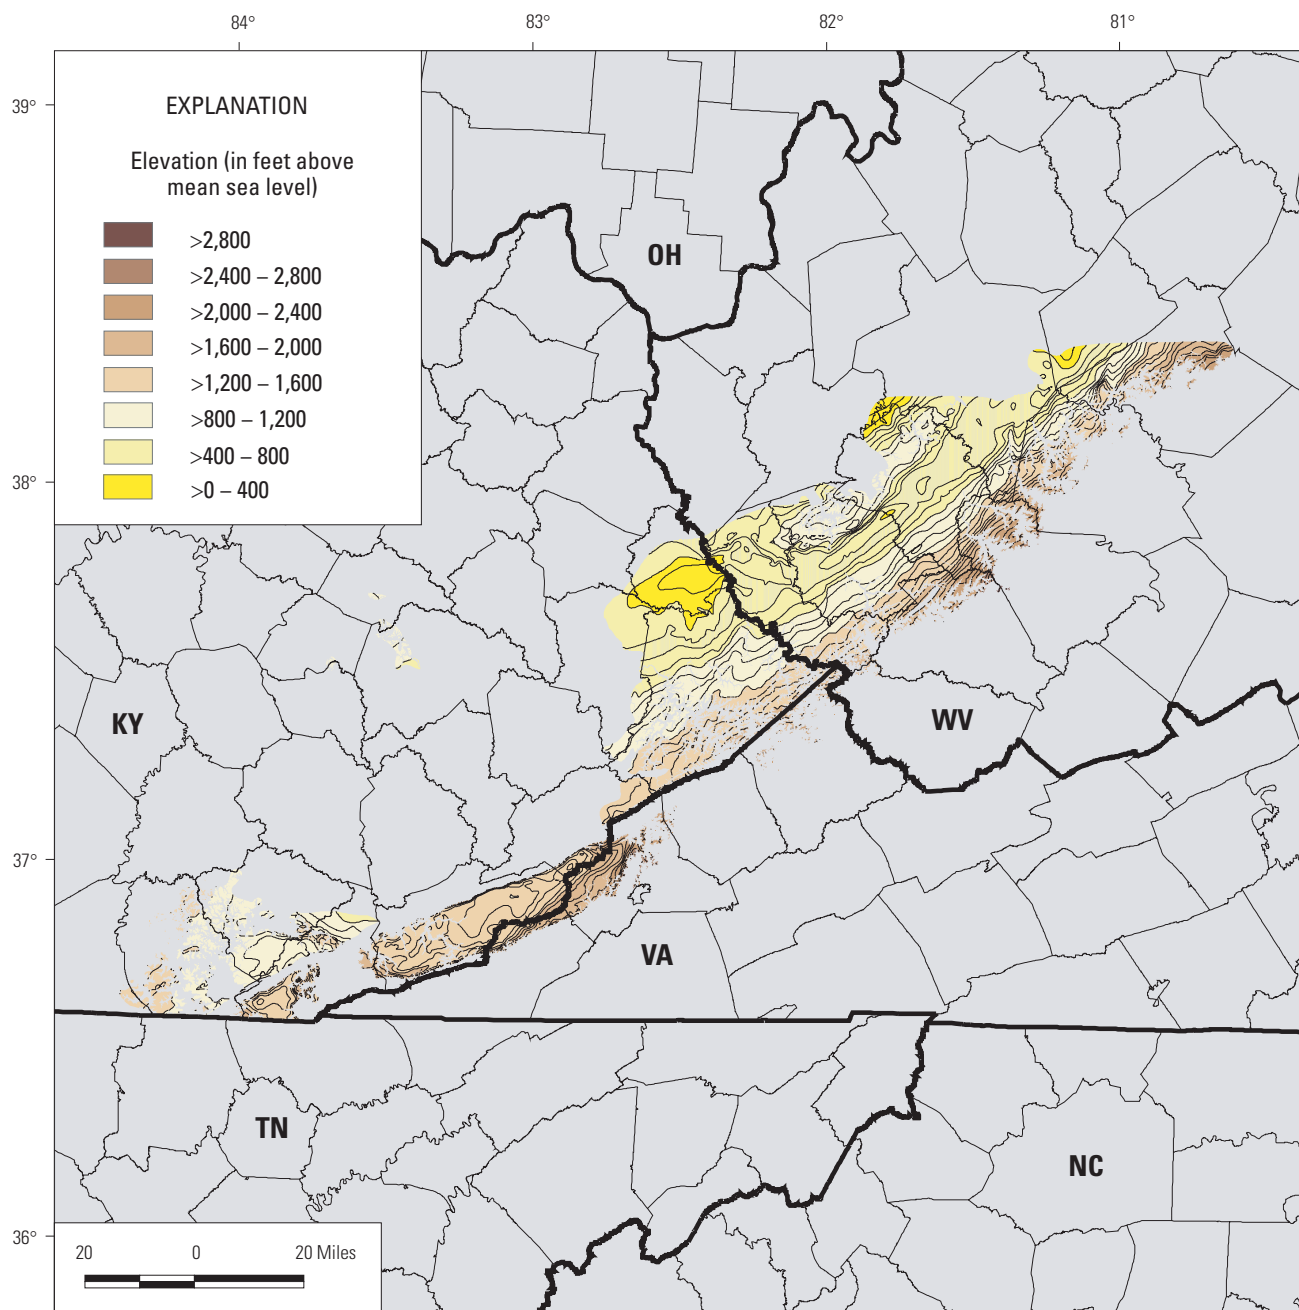 84° 83° 82° 81°
39°
38°
37°
36°
EXPLANATION
Elevation (in feet above
mean sea level)
>2,800
>2,400 – 2,800
>2,000 – 2,400
>1,600 – 2,000
>1,200 – 1,600
>800 – 1,200
>400 – 800
>0 – 400
OH
KY
WV
VA
TN
NC
20 0 20 Miles